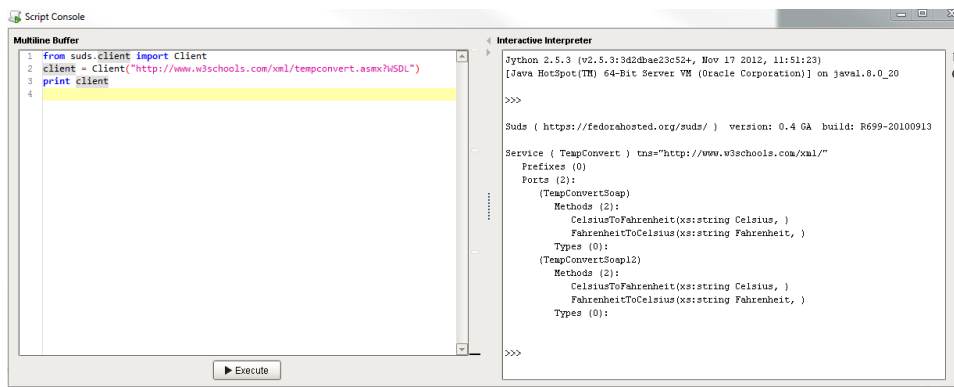 Script Console
Multiline Buffer
1 from suds.client import Client
2 client = Client("http://www.w3schools.com/xml/tempconvert.asmx?WSDL")
3 print client
4
Execute
Interactive Interpreter
Jython 2.5.3 (v2.5.3:3d2dbae23c52+, Nov 17 2012, 11:51:23)
[Java HotSpot(TM) 64-Bit Server VM (Oracle Corporation)] on java1.8.0_20
>>>
Suds ( https://fedorahosted.org/suds/ )  version: 0.4 GA  build: R699-20100913
Service ( TempConvert ) tns="http://www.w3schools.com/xml/"
Prefixes (0)
Ports (2):
(TempConvertSoap)
Methods (2):
CelsiusToFahrenheit(xs:string Celsius, )
FahrenheitToCelsius(xs:string Fahrenheit, )
Types (0):
(TempConvertSoap12)
Methods (2):
CelsiusToFahrenheit(xs:string Celsius, )
FahrenheitToCelsius(xs:string Fahrenheit, )
Types (0):
>>>